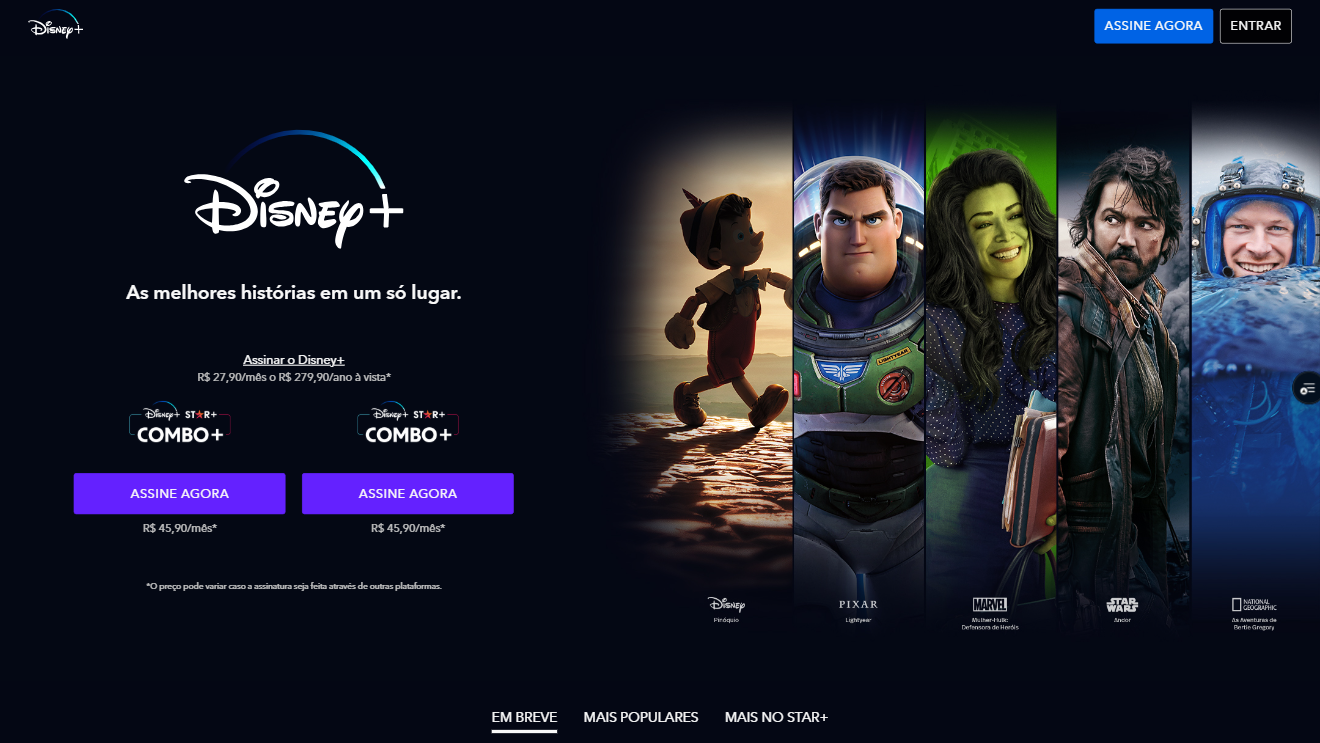 Disney+
ASSINE AGORA
ENTRAR
Disney+
As melhores histórias em um só lugar.
Assinar o Disney+
R$ 27,90/mês o R$ 279,90/ano à vista*
Disney+ STAR+
COMBO+
Disney+ STAR+
COMBO+
ASSINE AGORA
ASSINE AGORA
R$ 45,90/mês*
R$ 45,90/mês*
*O preço pode variar caso a assinatura seja feita através de outras plataformas.
LIGHTYEAR
Disney
Pinóquio
PIXAR
Lightyear
MARVEL
Mulher-Hulk:
Defensora de Heróis
STAR
WARS
Andor
NATIONAL
GEOGRAPHIC
As Aventuras de
Bertie Gregory
EM BREVE
MAIS POPULARES
MAIS NO STAR+